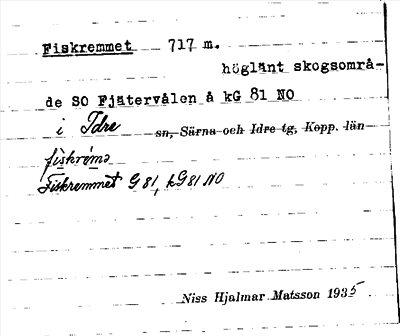 Fiskremmet 717 m.
höglänt skogsområ-
de SO Fjätervålen å kG 81 NO
i Idre sn, Särna och Idre tg, Kopp. län
fiskrémə
Fiskremmet G 81, kG 81 NO
Niss Hjalmar Matsson 1935